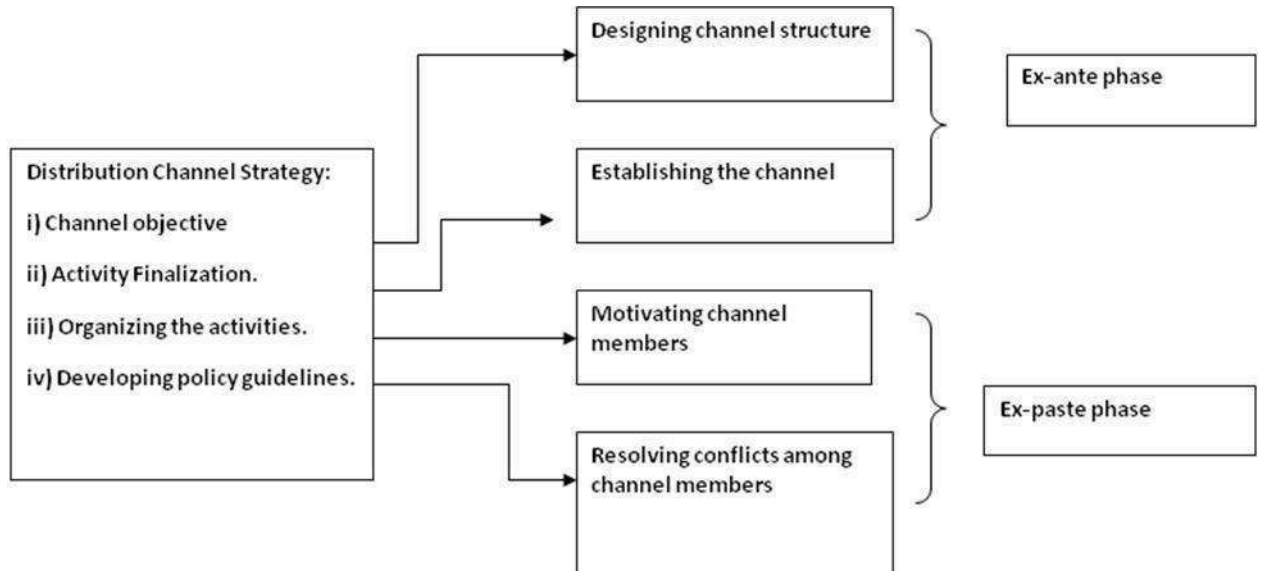 Distribution Channel Strategy:
i) Channel objective
ii) Activity Finalization.
iii) Organizing the activities.
iv) Developing policy guidelines.
Designing channel structure
Establishing the channel
Motivating channel
members
Resolving conflicts among
channel members
Ex-ante phase
Ex-paste phase